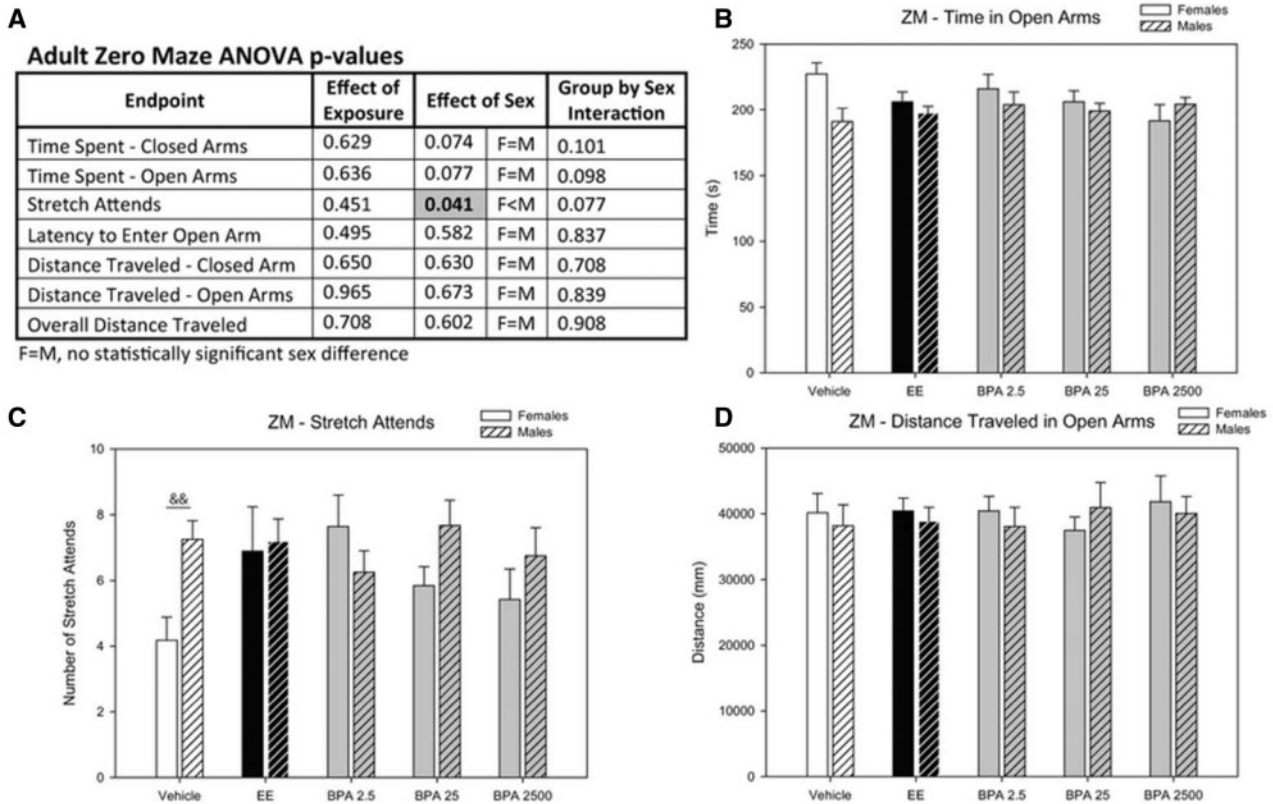 A
Adult Zero Maze ANOVA p-values
Endpoint Effect of Exposure Effect of Sex Group by Sex Interaction
Time Spent - Closed Arms 0.629 0.074 F=M 0.101
Time Spent - Open Arms 0.636 0.077 F=M 0.098
Stretch Attends 0.451 0.041 F<M 0.077
Latency to Enter Open Arm 0.495 0.582 F=M 0.837
Distance Traveled - Closed Arm 0.650 0.630 F=M 0.708
Distance Traveled - Open Arms 0.965 0.673 F=M 0.839
Overall Distance Traveled 0.708 0.602 F=M 0.908
F=M, no statistically significant sex difference
B
ZM - Time in Open Arms
Females
Males
250
200
150
100
50
0
Time (s)
Vehicle EE BPA 2.5 BPA 25 BPA 2500
C
ZM - Stretch Attends
Females
Males
10
8
6
4
2
0
Number of Stretch Attends
&&
Vehicle EE BPA 2.5 BPA 25 BPA 2500
D
ZM - Distance Traveled in Open Arms
Females
Males
50000
40000
30000
20000
10000
0
Distance (mm)
Vehicle EE BPA 2.5 BPA 25 BPA 2500